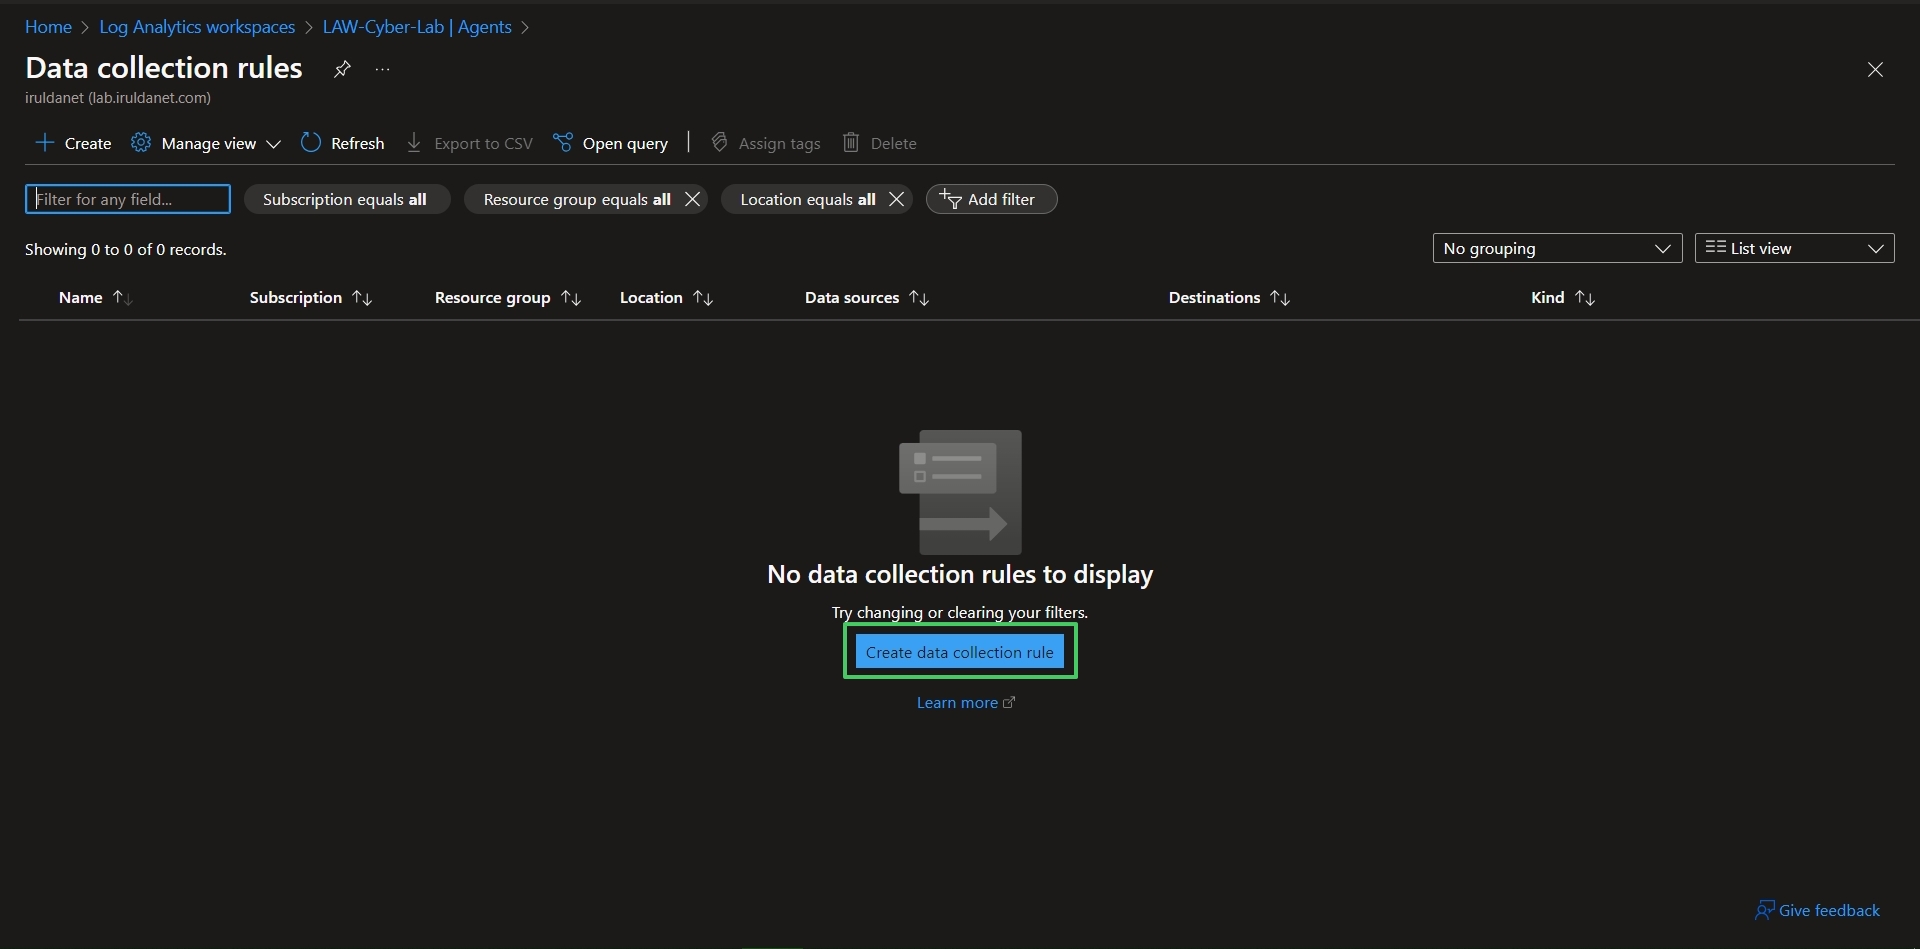 Home > Log Analytics workspaces > LAW-Cyber-Lab | Agents >
Data collection rules ...
iruldanet (lab.iruldanet.com)
Create Manage view Refresh Export to CSV Open query | Assign tags Delete
Filter for any field... Subscription equals all Resource group equals all Location equals all Add filter
Showing 0 to 0 of 0 records. No grouping List view
Name Subscription Resource group Location Data sources Destinations Kind
No data collection rules to display
Try changing or clearing your filters.
Create data collection rule
Learn more
Give feedback